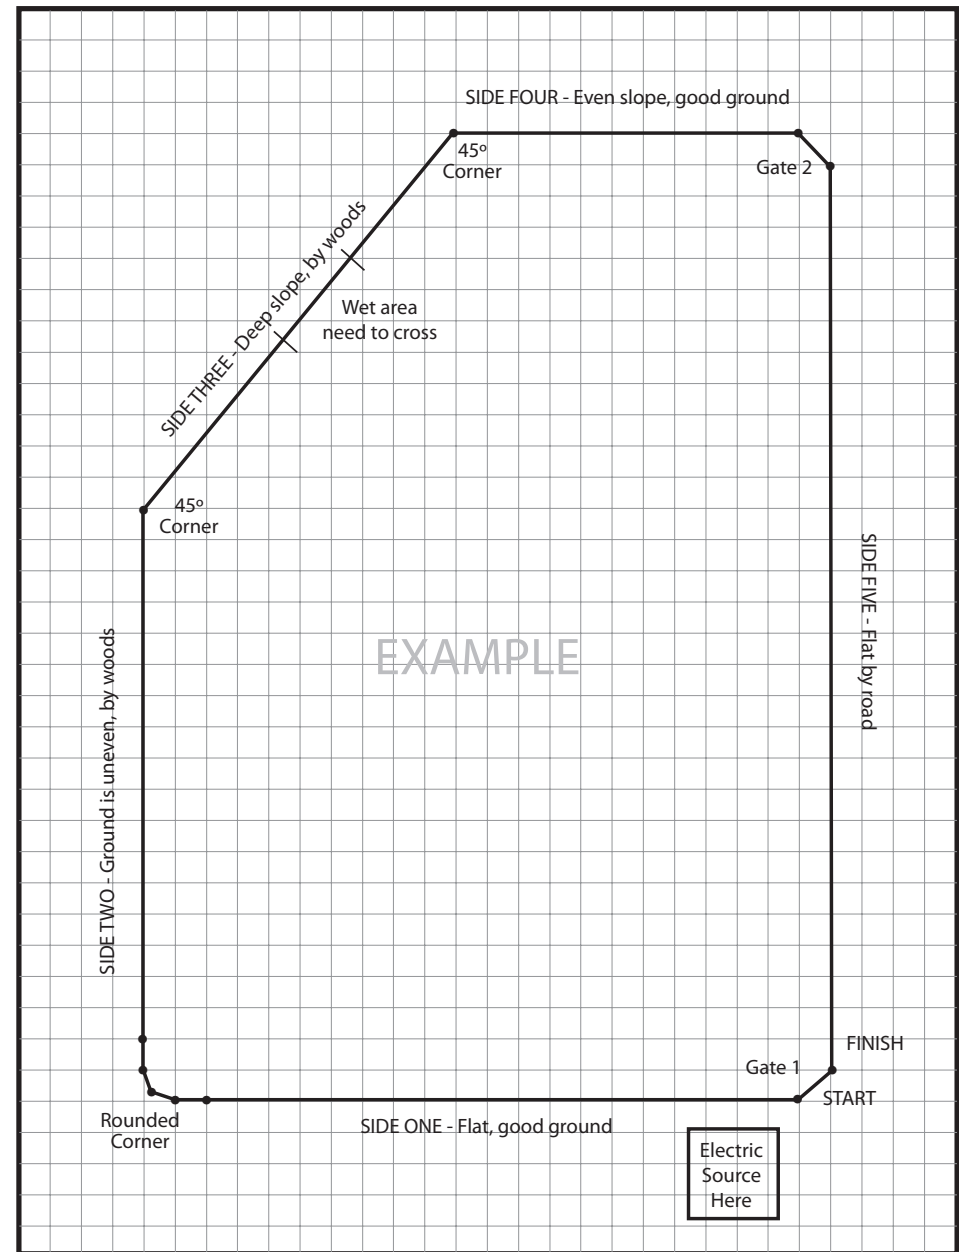 SIDE FOUR - Even slope, good ground
45º
Corner
Gate 2
SIDE THREE - Deep slope, by woods
Wet area
need to cross
45º
Corner
SIDE FIVE - Flat by road
EXAMPLE
SIDE TWO - Ground is uneven, by woods
FINISH
Gate 1
START
Rounded
Corner
SIDE ONE - Flat, good ground
Electric
Source
Here